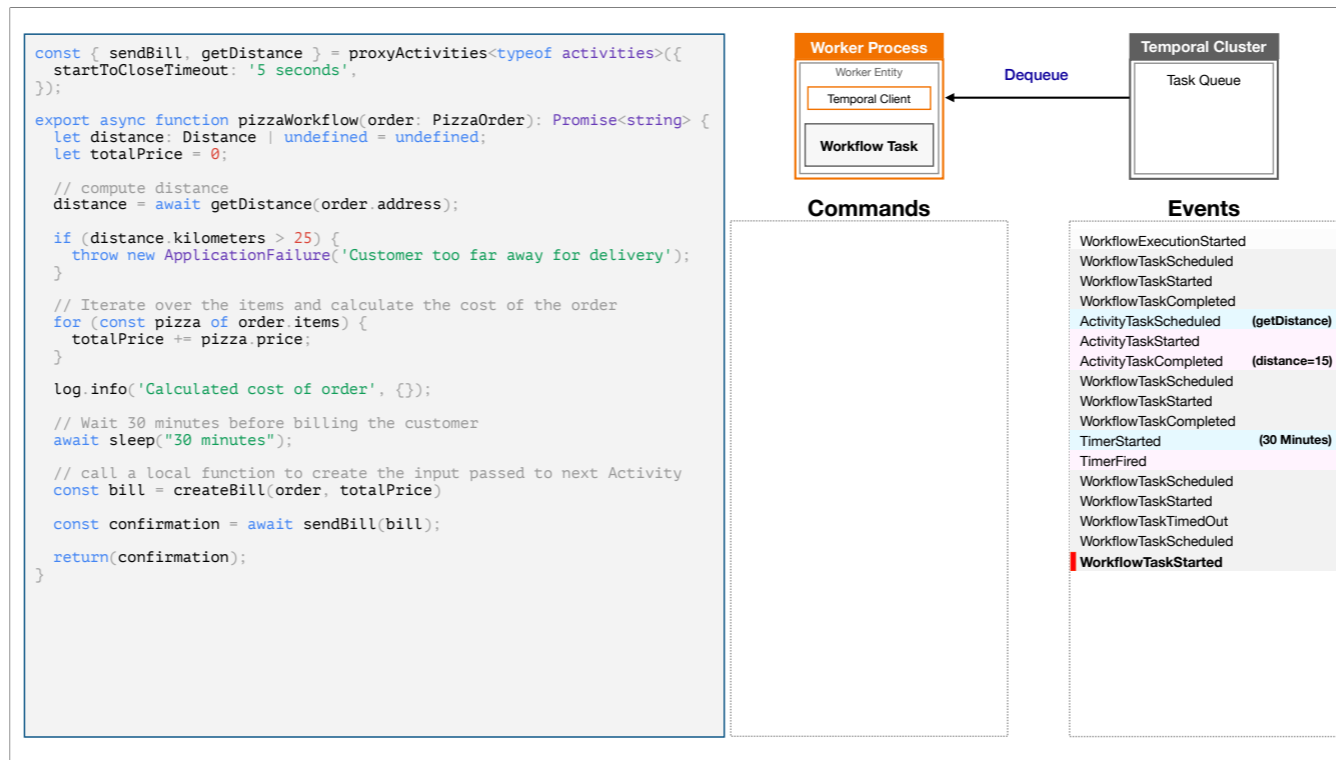 const { sendBill, getDistance } = proxyActivities<typeof activities>({
  startToCloseTimeout: '5 seconds',
});

export async function pizzaWorkflow(order: PizzaOrder): Promise<string> {
  let distance: Distance | undefined = undefined;
  let totalPrice = 0;

  // compute distance
  distance = await getDistance(order.address);

  if (distance.kilometers > 25) {
    throw new ApplicationFailure('Customer too far away for delivery');
  }

  // Iterate over the items and calculate the cost of the order
  for (const pizza of order.items) {
    totalPrice += pizza.price;
  }

  log.info('Calculated cost of order', {});

  // Wait 30 minutes before billing the customer
  await sleep("30 minutes");

  // call a local function to create the input passed to next Activity
  const bill = createBill(order, totalPrice)

  const confirmation = await sendBill(bill);

  return(confirmation);
}
Worker Process
Worker Entity
Temporal Client
Workflow Task
Dequeue
Temporal Cluster
Task Queue
Commands
Events
WorkflowExecutionStarted
WorkflowTaskScheduled
WorkflowTaskStarted
WorkflowTaskCompleted
ActivityTaskScheduled (getDistance)
ActivityTaskStarted
ActivityTaskCompleted (distance=15)
WorkflowTaskScheduled
WorkflowTaskStarted
WorkflowTaskCompleted
TimerStarted (30 Minutes)
TimerFired
WorkflowTaskScheduled
WorkflowTaskStarted
WorkflowTaskTimedOut
WorkflowTaskScheduled
WorkflowTaskStarted